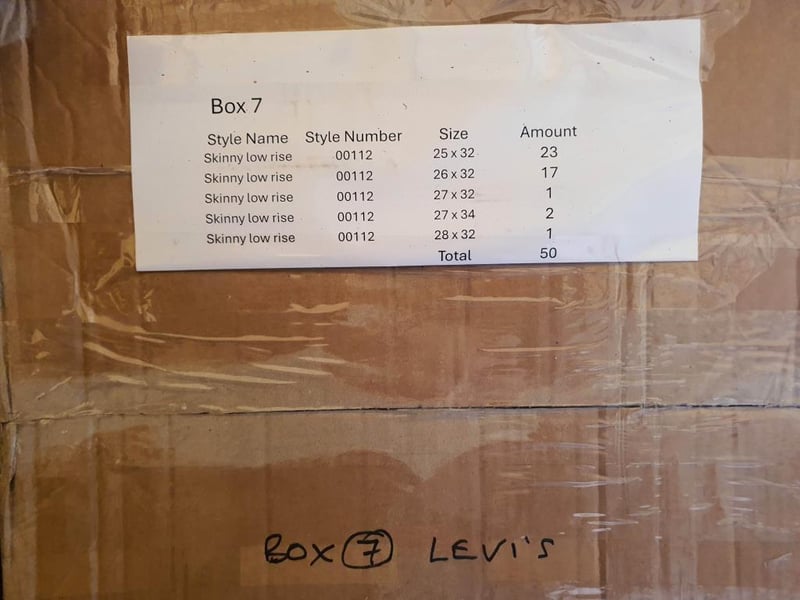 Box 7
Style Name Style Number Size Amount
Skinny low rise 00112 25 x 32 23
Skinny low rise 00112 26 x 32 17
Skinny low rise 00112 27 x 32 1
Skinny low rise 00112 27 x 34 2
Skinny low rise 00112 28 x 32 1
Total 50
BOX 7 LEVI'S